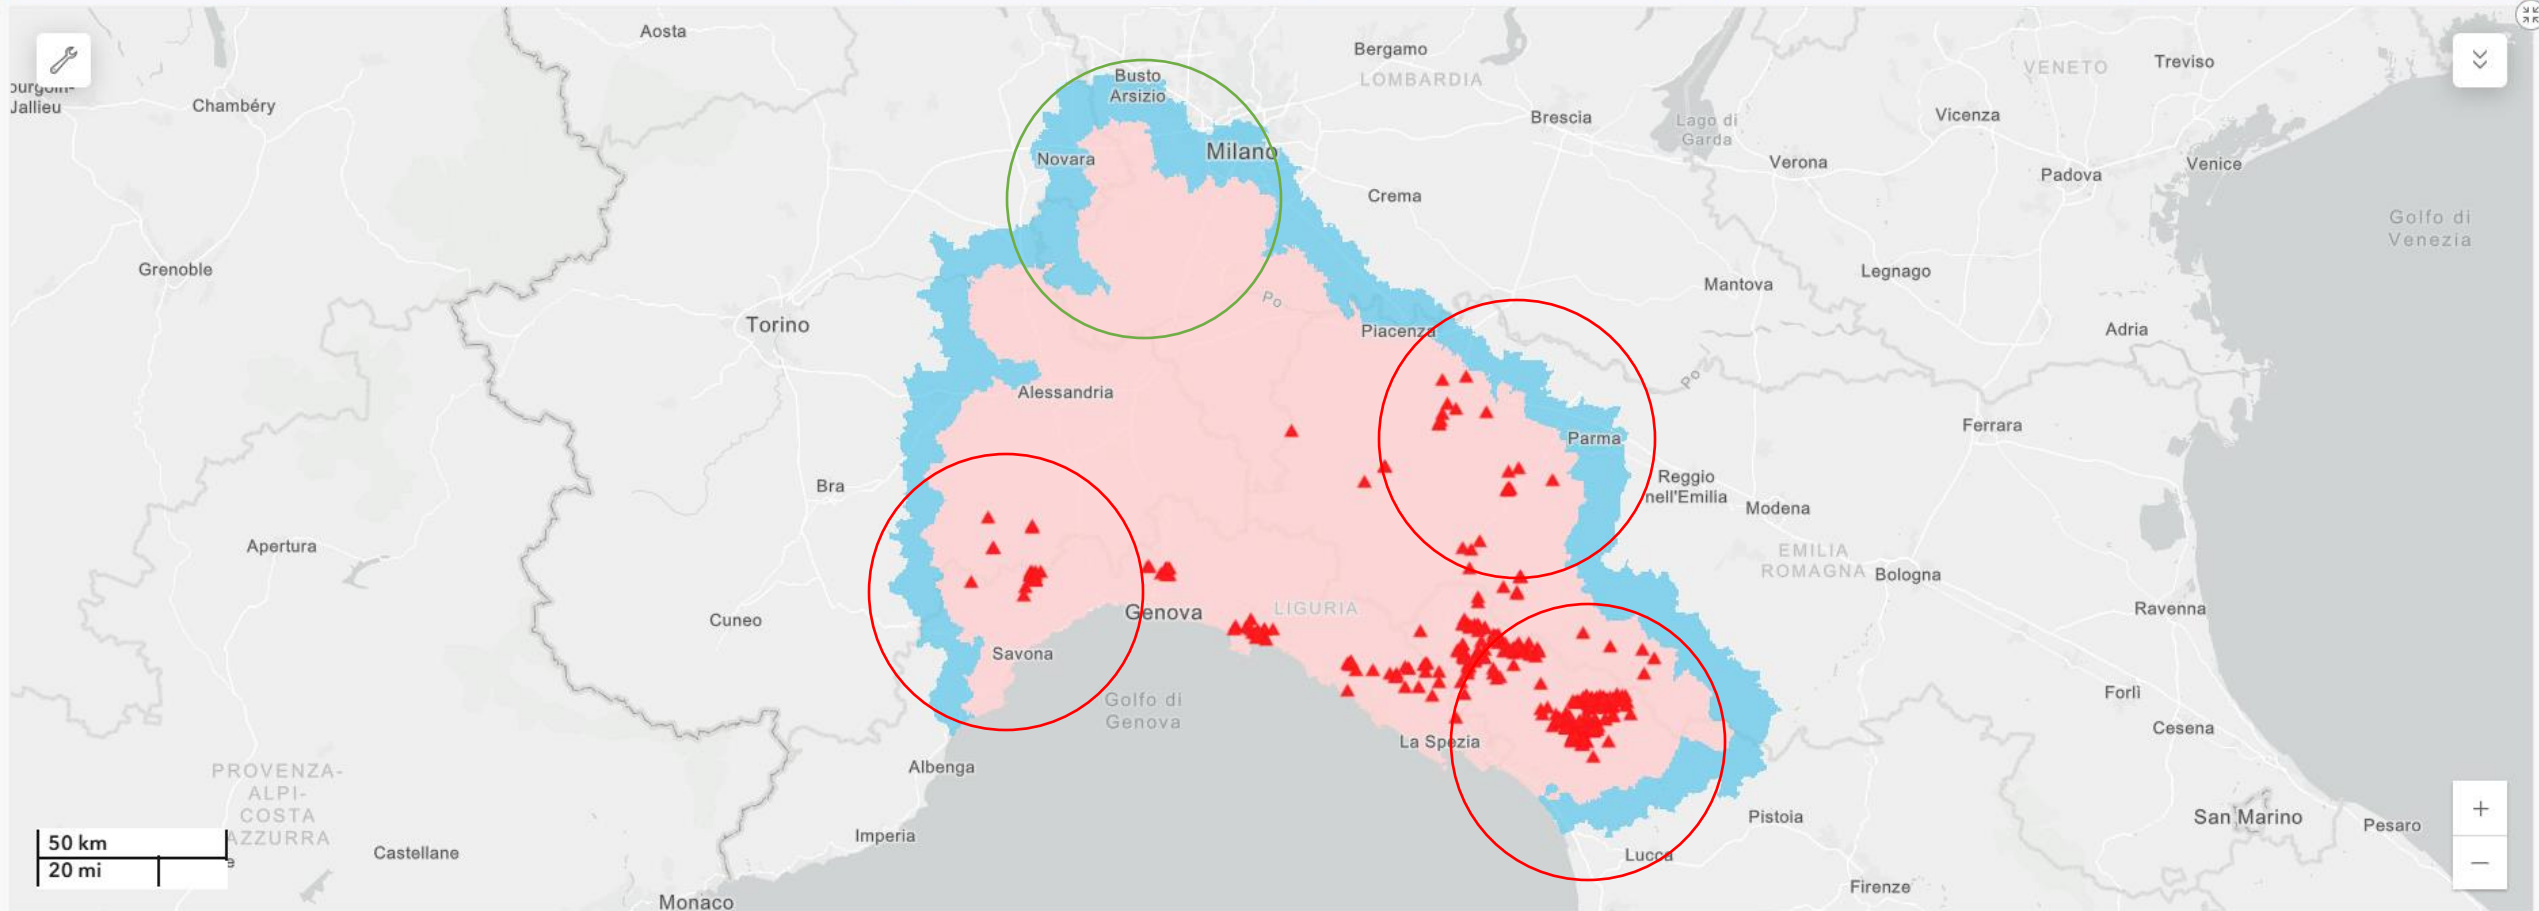 Aosta
Bergamo
LOMBARDIA
VENETO
Treviso
Busto
Arsizio
Jallieu
Chambéry
Brescia
Lago di
Garda
Vicenza
Novara
Milano
Verona
Padova
Venice
Crema
Golfo di
Venezia
Grenoble
Mantova
Legnago
Po
Torino
Piacenza
Adria
Po
Alessandria
Ferrara
Parma
Bra
Reggio
nell'Emilia
Modena
Apertura
EMILIA
ROMAGNA
Bologna
Cuneo
Genova
LIGURIA
Ravenna
Savona
Golfo di
Genova
Forlì
Cesena
La Spezia
Albenga
PROVENZA-
ALPI-
COSTA
AZZURRA
Imperia
Castellane
Pistoia
San Marino
Pesaro
Lucca
Firenze
Monaco
50 km
20 mi
+
−